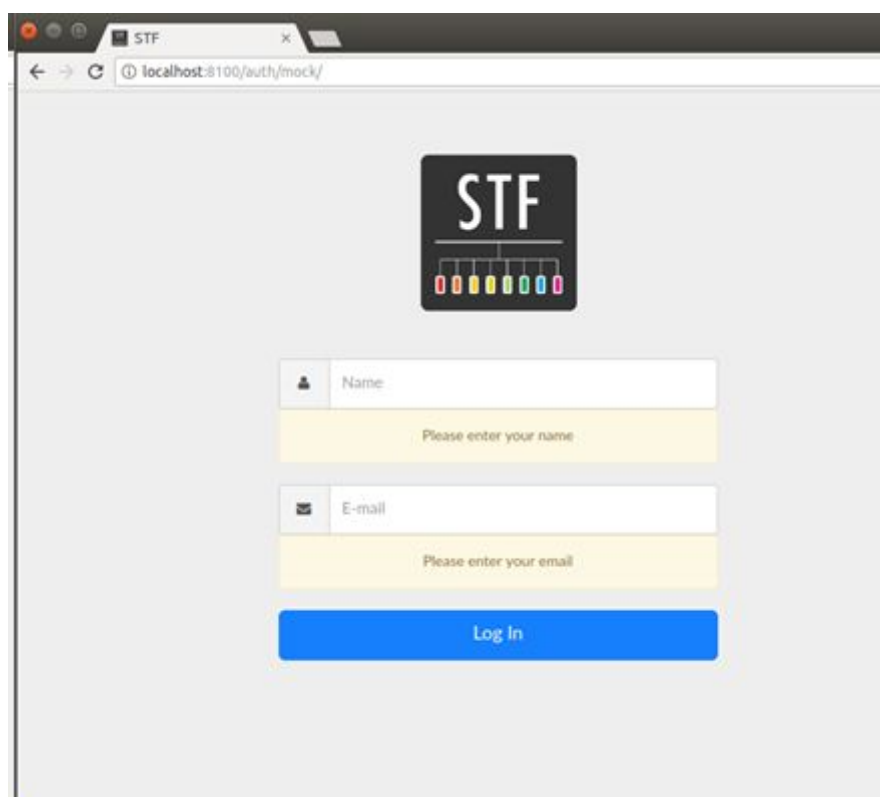 STF
localhost:8100/auth/mock/
STF
Name
Please enter your name
E-mail
Please enter your email
Log In